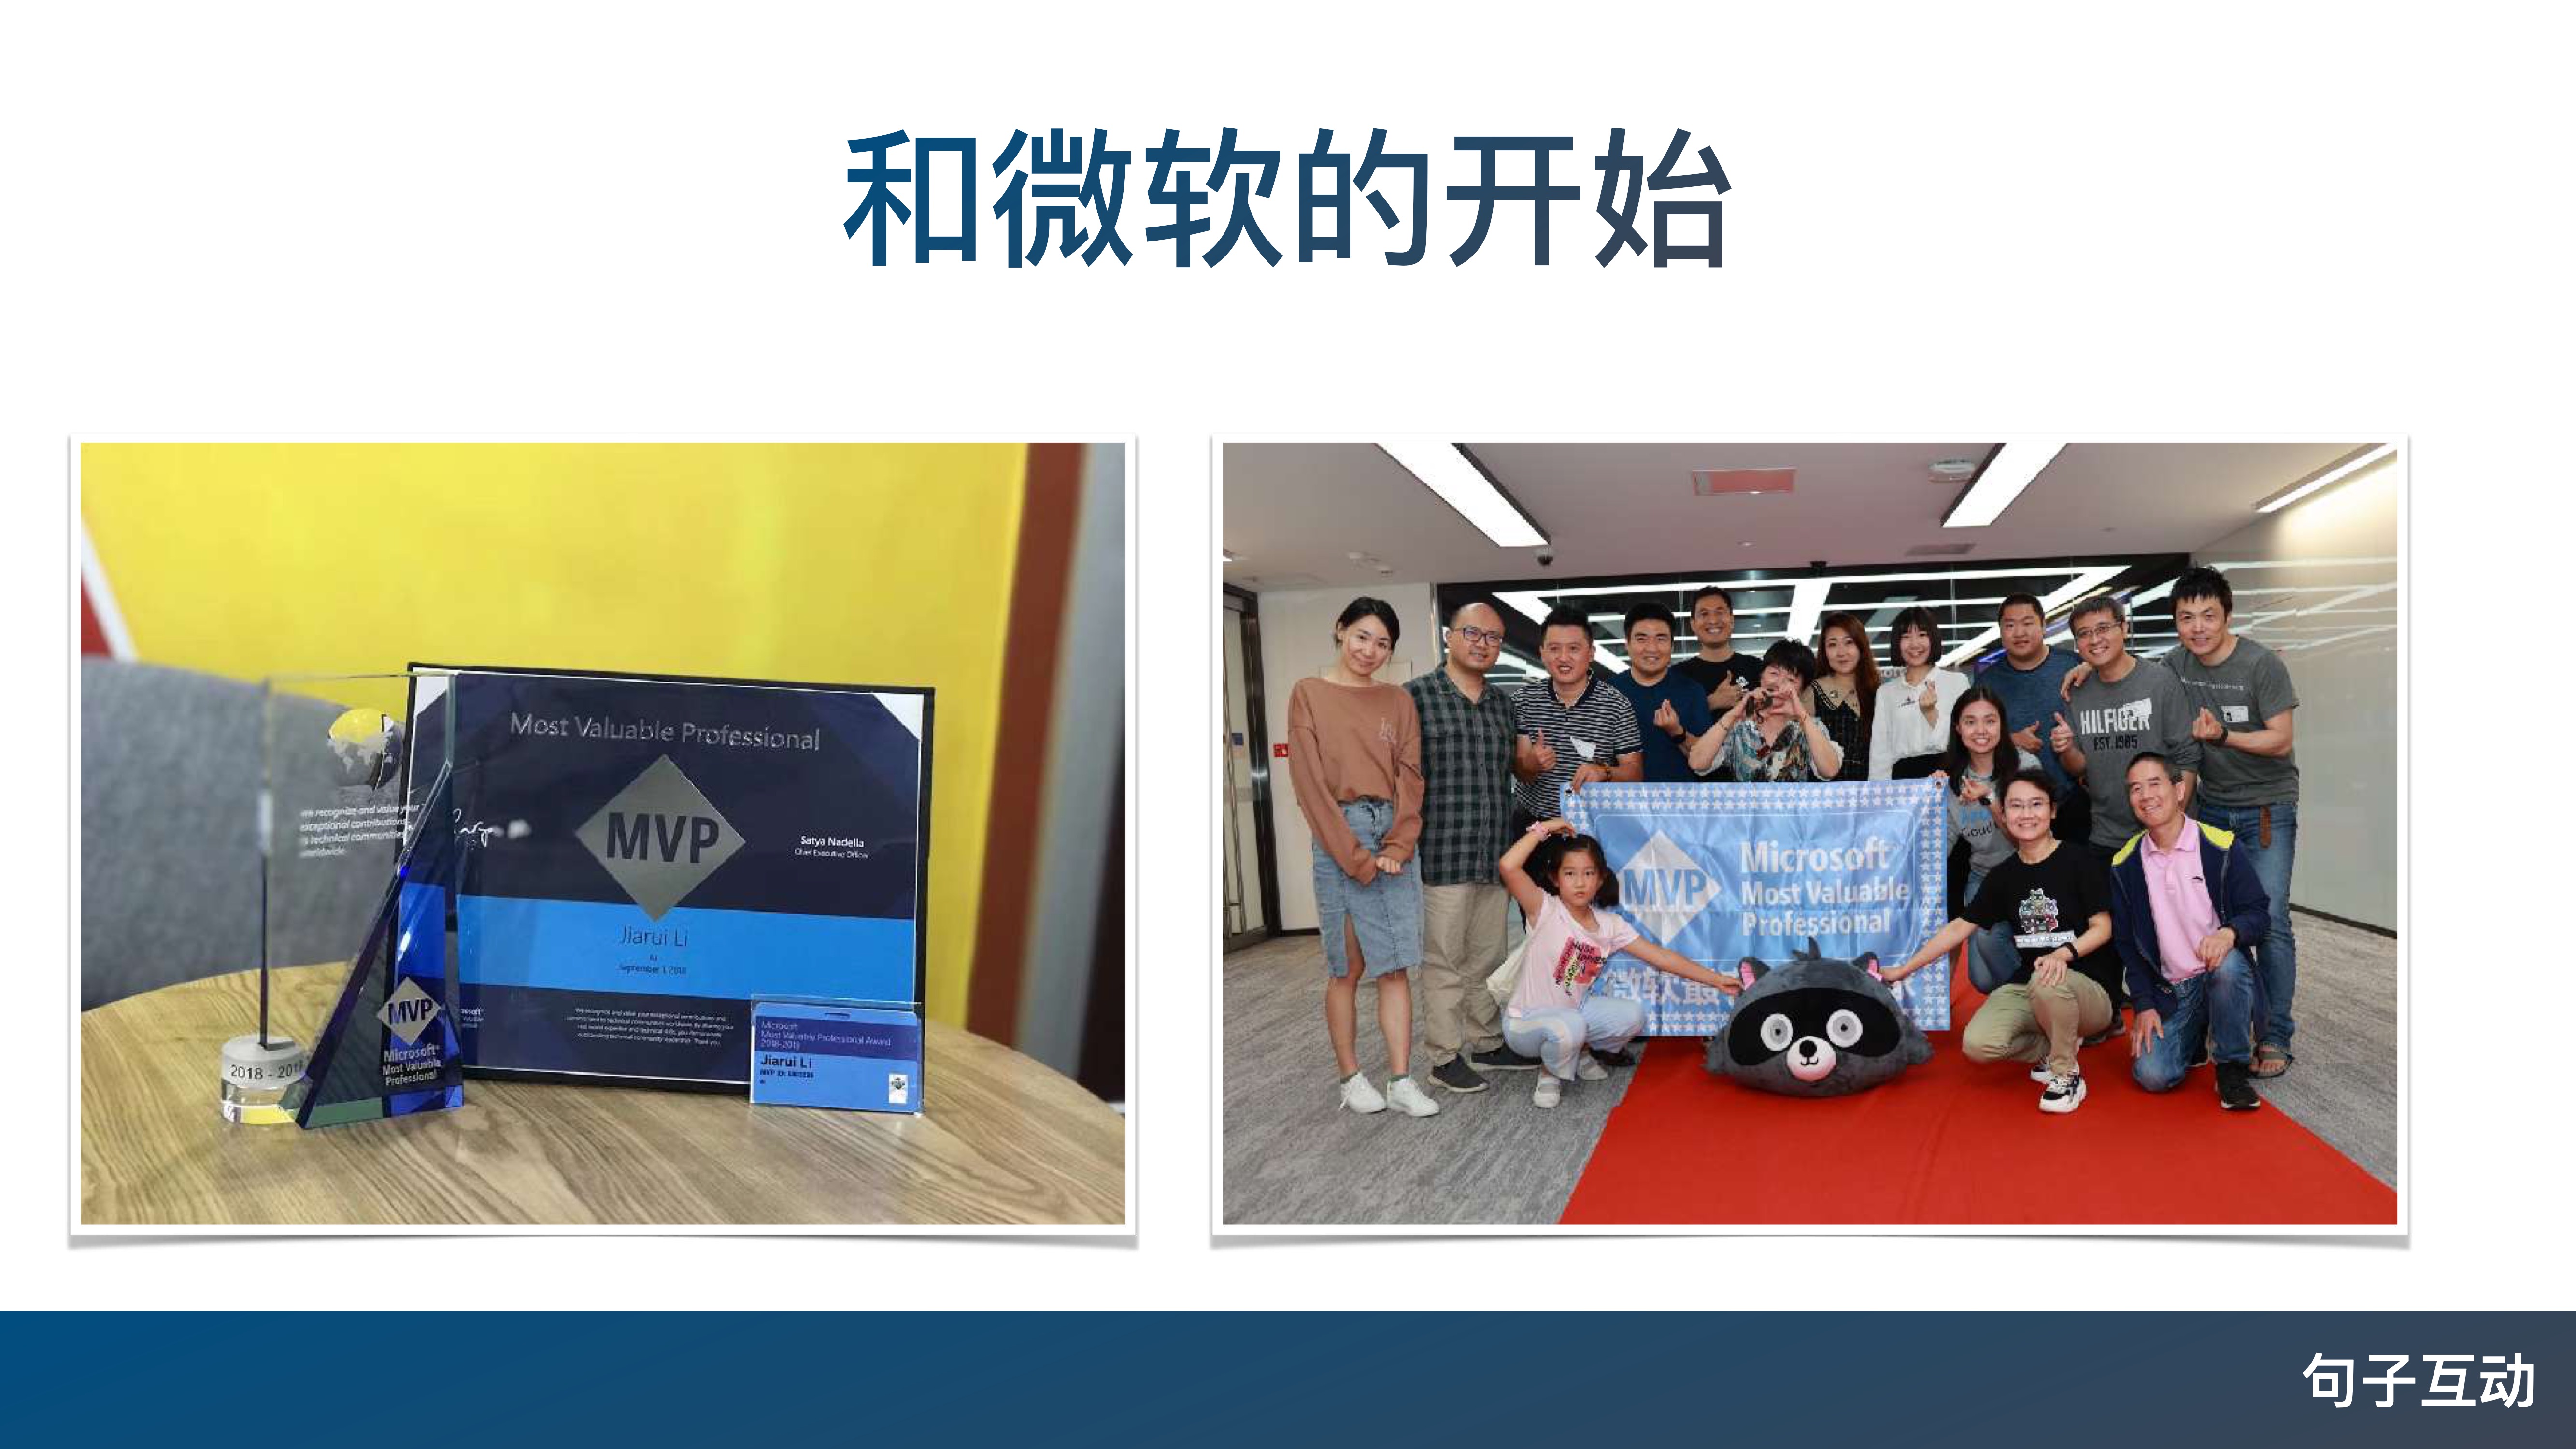 和微软的开始
Most Valuable Professional
MVP
Satya Nadella
Chief Executive Officer
We recognize and value your
exceptional contributions
technical communities
worldwide.
Jiarui Li
AI
September 1, 2018
MVP
Microsoft
Most Valuable
Professional
2018 - 201
Microsoft
Most Valuable Professional Award
2018-2019
Jiarui Li
HILFIGER
EST. 1985
MVP
Microsoft
Most Valuable
Professional
微软最
句子互动